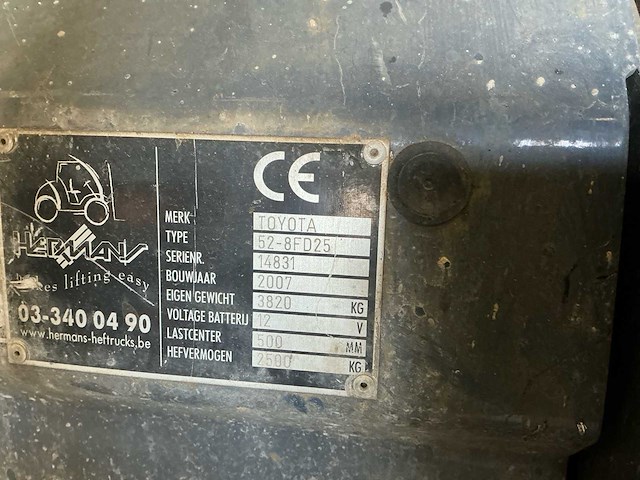 CE
HERMANS
makes lifting easy
03-340 04 90
www.hermans-heftrucks.be
MERK TOYOTA
TYPE 52-8FD25
SERIENR. 14831
BOUWJAAR 2007
EIGEN GEWICHT 3820 KG
VOLTAGE BATTERIJ 12 V
LASTCENTER 500 MM
HEFVERMOGEN 2500 KG